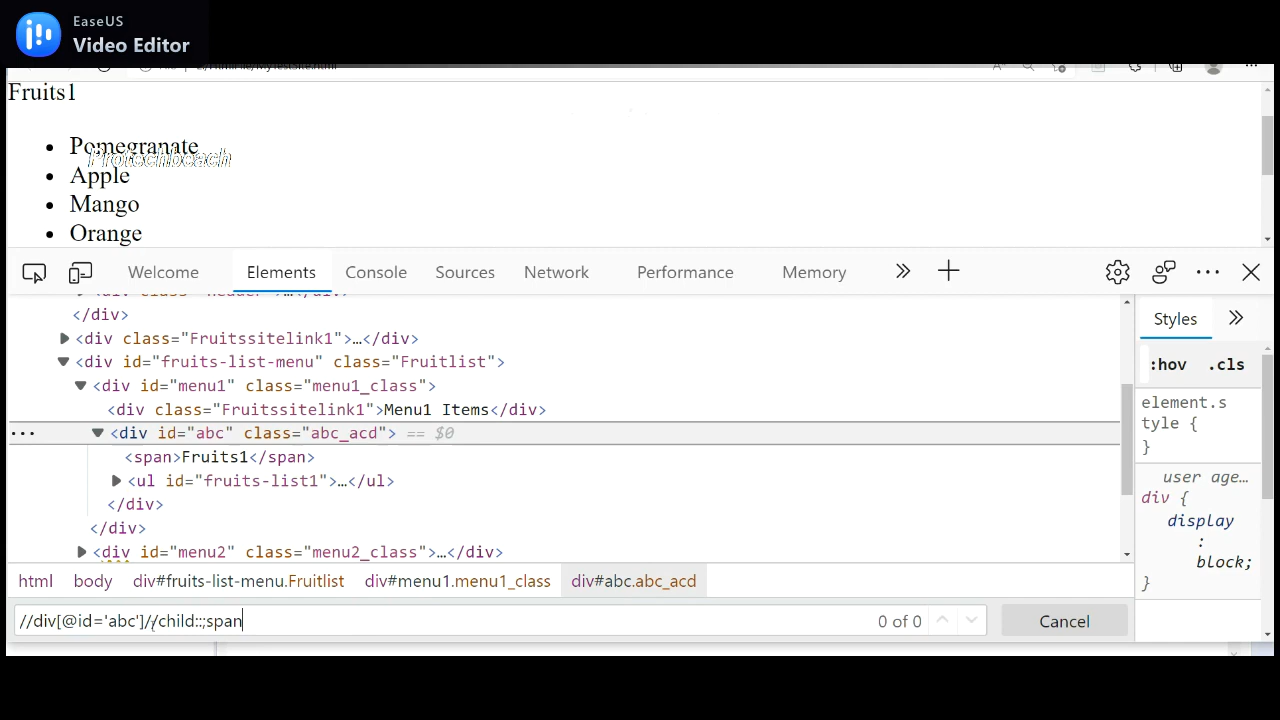 EaseUS
Video Editor
Fruits1
• Pomegranate
Protechbeach
• Apple
• Mango
• Orange
Welcome Elements Console Sources Network Performance Memory
</div>
<div class="Fruitssitelink1">…</div>
<div id="fruits-list-menu" class="Fruitlist">
<div id="menu1" class="menu1_class">
<div class="Fruitssitelink1">Menu1 Items</div>
<div id="abc" class="abc_acd"> == $0
<span>Fruits1</span>
<ul id="fruits-list1">…</ul>
</div>
</div>
<div id="menu2" class="menu2_class">…</div>
html body div#fruits-list-menu.Fruitlist div#menu1.menu1_class div#abc.abc_acd
//div[@id='abc']//child::;span 0 of 0 Cancel
Styles
:hov .cls
element.s
tyle {
}
user age…
div {
display
:
block;
}